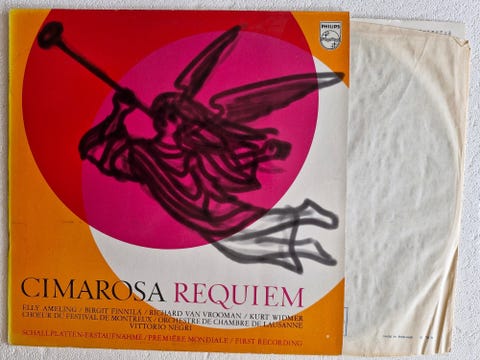 PHILIPS
CIMAROSA REQUIEM
ELLY AMELING / BIRGIT FINNILÄ / RICHARD VAN VROOMAN / KURT WIDMER
CHOEUR DU FESTIVAL DE MONTREUX / ORCHESTRE DE CHAMBRE DE LAUSANNE
VITTORIO NEGRI
SCHALLPLATTEN-ERSTAUFNAHME / PREMIÈRE MONDIALE / FIRST RECORDING